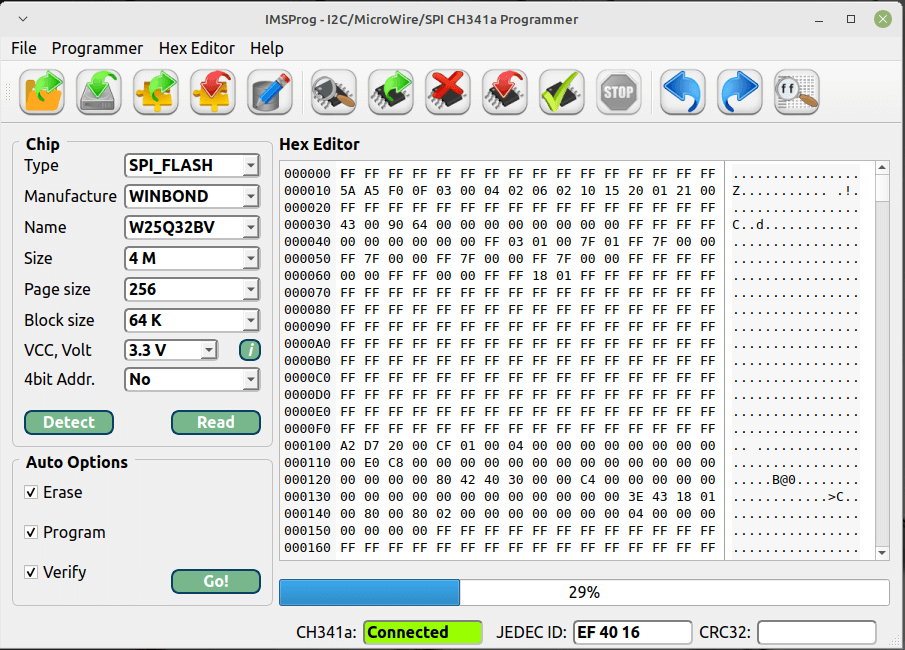 IMSProg - I2C/MicroWire/SPI CH341a Programmer
File Programmer Hex Editor Help
STOP
ff
Chip
Type SPI_FLASH
Manufacture WINBOND
Name W25Q32BV
Size 4 M
Page size 256
Block size 64 K
VCC, Volt 3.3 V i
4bit Addr. No
Detect Read
Auto Options
Erase
Program
Verify
Go!
Hex Editor
000000 FF FF FF FF FF FF FF FF FF FF FF FF FF FF FF FF ................
000010 5A A5 F0 0F 03 00 04 02 06 02 10 15 20 01 21 00 Z........... .!.
000020 FF FF FF FF FF FF FF FF FF FF FF FF FF FF FF FF ................
000030 43 00 90 64 00 00 00 00 00 00 00 00 FF FF FF FF C..d............
000040 00 00 00 00 00 00 FF 03 01 00 7F 01 FF 7F 00 00 ................
000050 FF 7F 00 00 FF 7F 00 00 FF 7F 00 00 FF FF FF FF ................
000060 00 00 FF FF 00 00 FF FF 18 01 FF FF FF FF FF FF ................
000070 FF FF FF FF FF FF FF FF FF FF FF FF FF FF FF FF ................
000080 FF FF FF FF FF FF FF FF FF FF FF FF FF FF FF FF ................
000090 FF FF FF FF FF FF FF FF FF FF FF FF FF FF FF FF ................
0000A0 FF FF FF FF FF FF FF FF FF FF FF FF FF FF FF FF ................
0000B0 FF FF FF FF FF FF FF FF FF FF FF FF FF FF FF FF ................
0000C0 FF FF FF FF FF FF FF FF FF FF FF FF FF FF FF FF ................
0000D0 FF FF FF FF FF FF FF FF FF FF FF FF FF FF FF FF ................
0000E0 FF FF FF FF FF FF FF FF FF FF FF FF FF FF FF FF ................
0000F0 FF FF FF FF FF FF FF FF FF FF FF FF FF FF FF FF ................
000100 A2 D7 20 00 CF 01 00 04 00 00 00 00 00 00 00 00 .. .............
000110 00 E0 C8 00 00 00 00 00 00 00 00 00 00 00 00 00 ................
000120 00 00 00 00 80 42 40 30 00 00 C4 00 00 00 00 00 .....B@0........
000130 00 00 00 00 00 00 00 00 00 00 00 00 3E 43 18 01 ............>C..
000140 00 80 00 80 02 00 00 00 00 00 00 00 04 00 00 00 ................
000150 00 00 00 00 FF FF FF FF FF FF FF FF FF FF FF FF ................
000160 FF FF FF FF FF FF FF FF FF FF FF FF FF FF FF FF ................
29%
CH341a: Connected JEDEC ID: EF 40 16 CRC32: